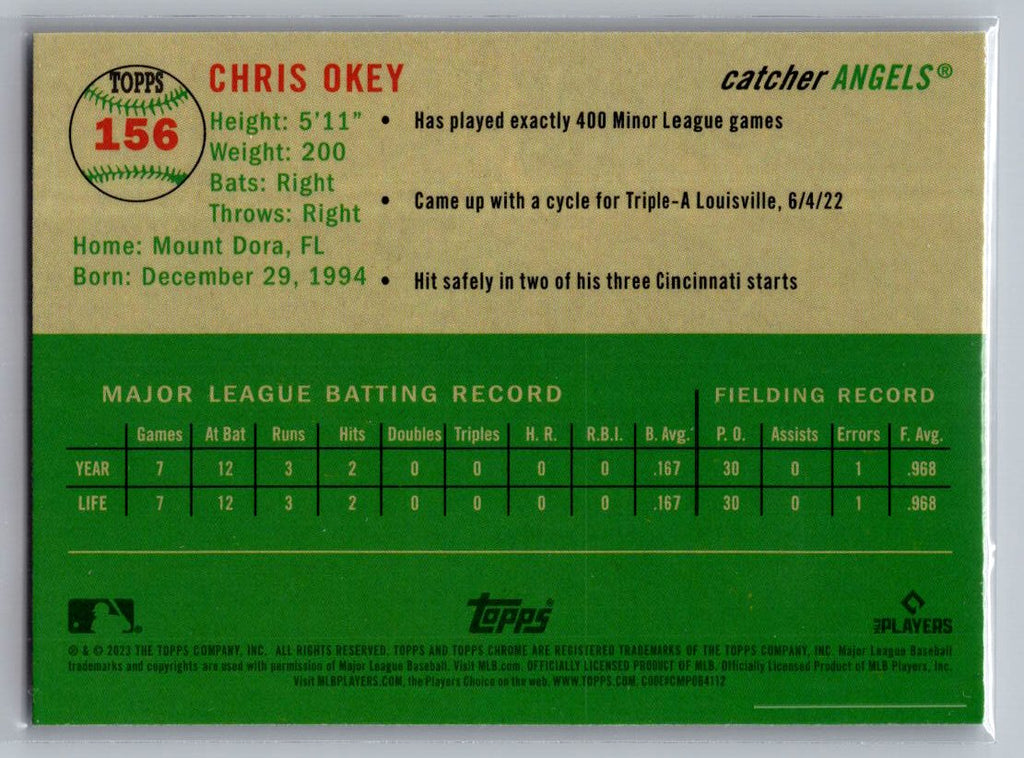 TOPPS
156
CHRIS OKEY
catcher ANGELS®
Height: 5'11"
Weight: 200
Bats: Right
Throws: Right
Home: Mount Dora, FL
Born: December 29, 1994
• Has played exactly 400 Minor League games
• Came up with a cycle for Triple-A Louisville, 6/4/22
• Hit safely in two of his three Cincinnati starts
MAJOR LEAGUE BATTING RECORD FIELDING RECORD
Games At Bat Runs Hits Doubles Triples H. R. R.B.I. B. Avg. P. O. Assists Errors F. Avg.
YEAR 7 12 3 2 0 0 0 0 .167 30 0 1 .968
LIFE 7 12 3 2 0 0 0 0 .167 30 0 1 .968
Topps®
MLB PLAYERS
® & © 2023 THE TOPPS COMPANY, INC. ALL RIGHTS RESERVED. TOPPS AND TOPPS CHROME ARE REGISTERED TRADEMARKS OF THE TOPPS COMPANY, INC. Major League Baseball
trademarks and copyrights are used with permission of Major League Baseball. Visit MLB.com. OFFICIALLY LICENSED PRODUCT OF MLB. Officially Licensed Product of MLB Players, Inc.
Visit MLBPLAYERS.COM, the Players Choice on the web. WWW.TOPPS.COM. CODE#CMP084112